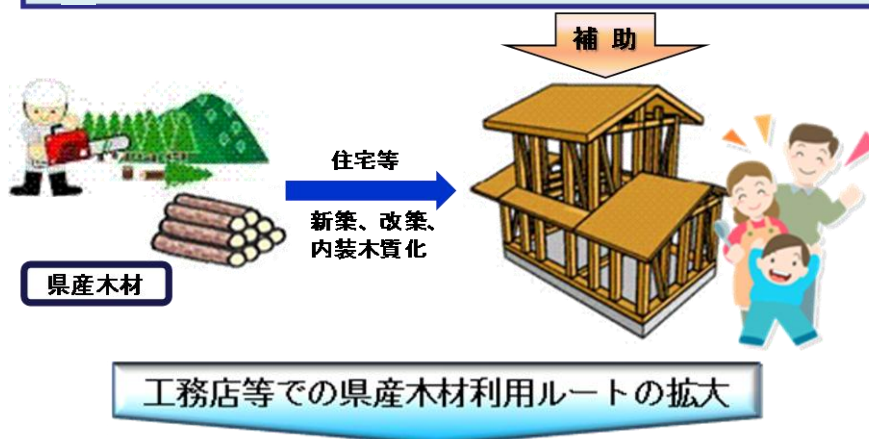 補 助
住宅等
新築、改築、
内装木質化
県産木材
工務店等での県産木材利用ルートの拡大